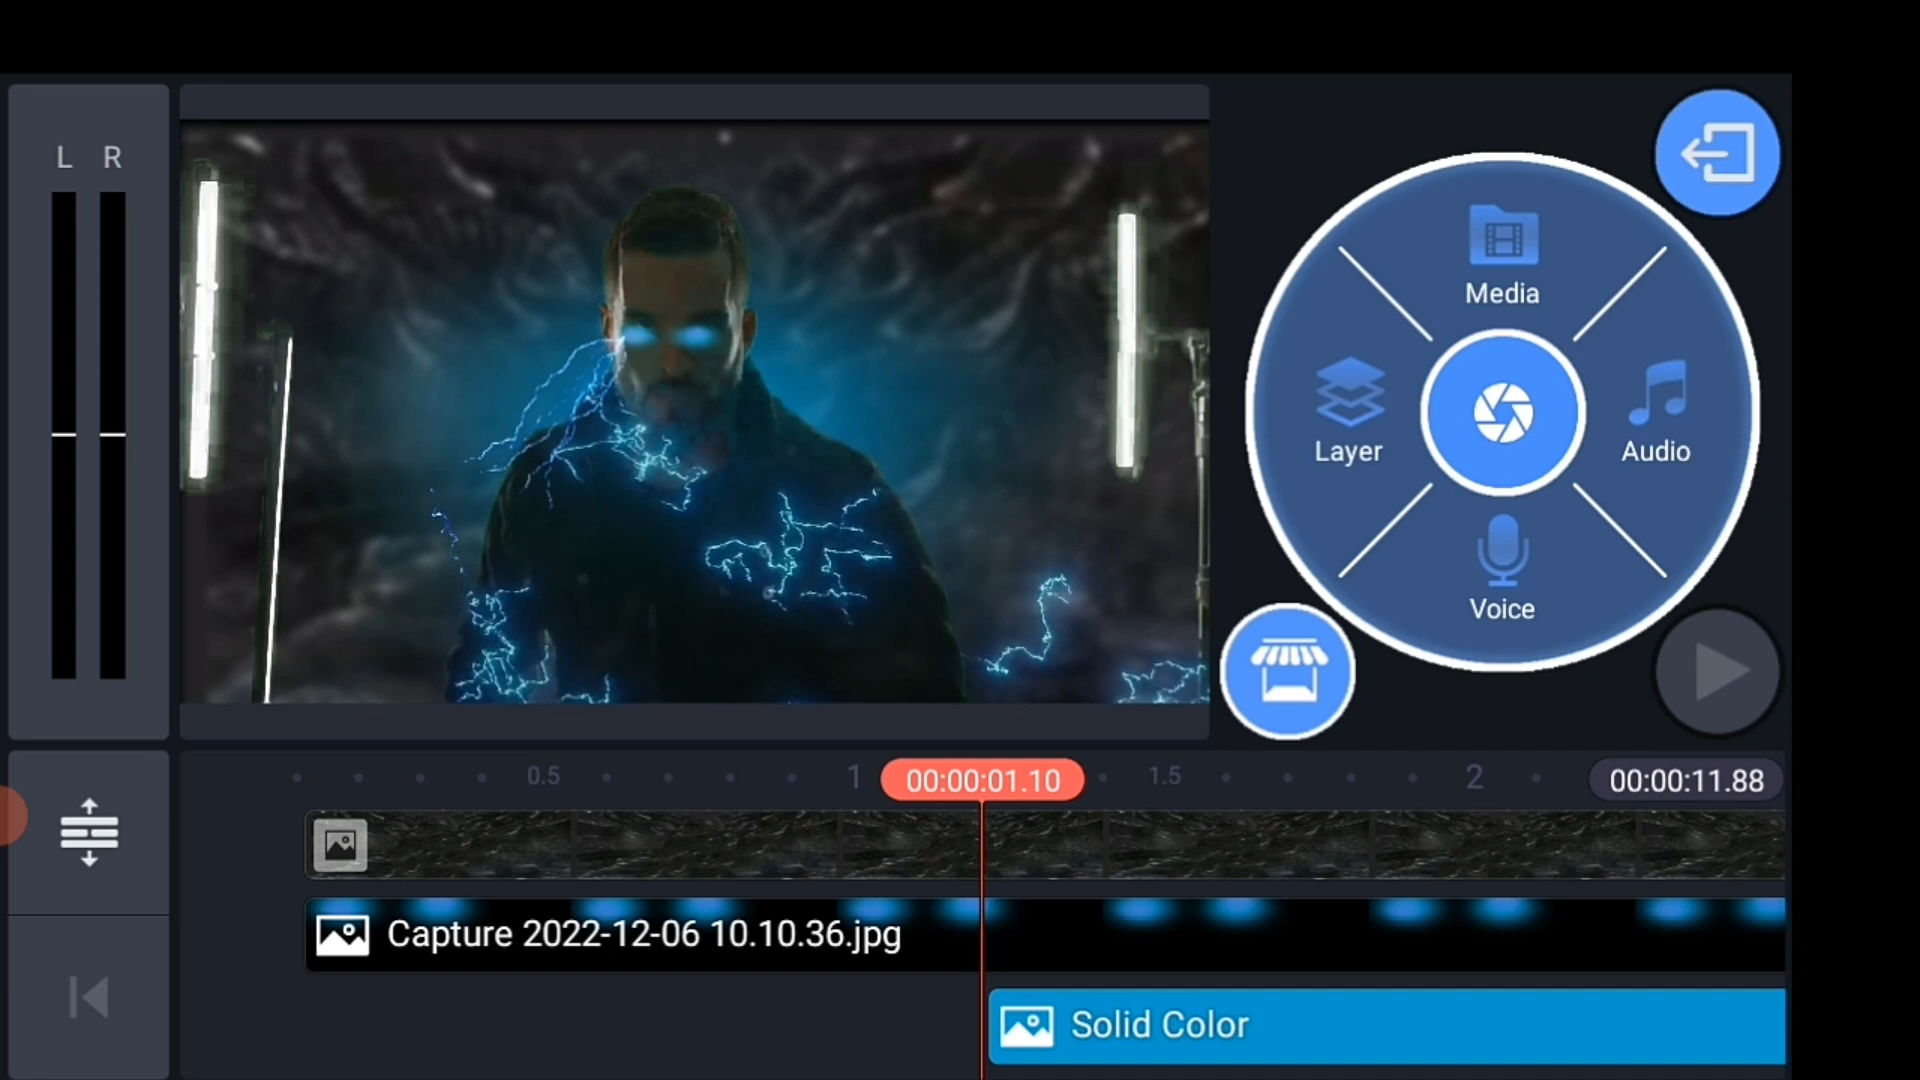 L R
Media
Layer
Audio
Voice
0.5 1 00:00:01.10 1.5 2 00:00:11.88
Capture 2022-12-06 10.10.36.jpg
Solid Color